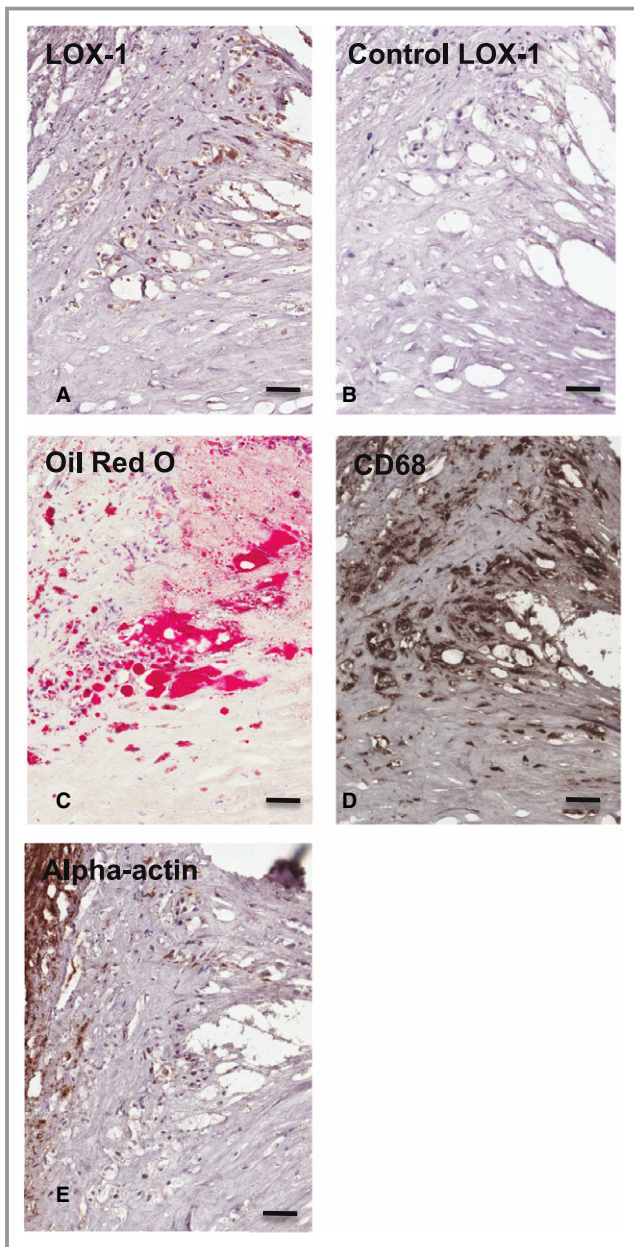 LOX-1
Control LOX-1
A
B
Oil Red O
CD68
C
D
Alpha-actin
E